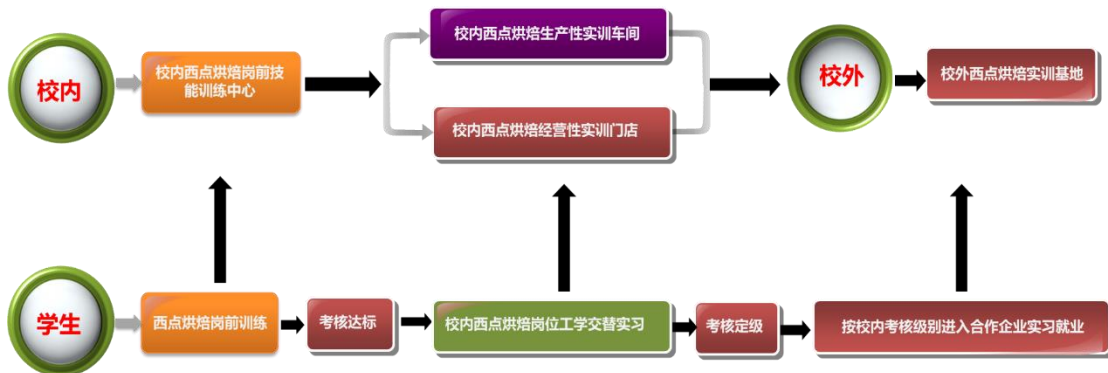 校内西点烘焙生产性实训车间
校内
校内西点烘焙岗前技
能训练中心
校外
校外西点烘焙实训基地
校内西点烘焙经营性实训门店
学生
西点烘焙岗前训练
考核达标
校内西点烘焙岗位工学交替实习
考核定级
按校内考核级别进入合作企业实习就业